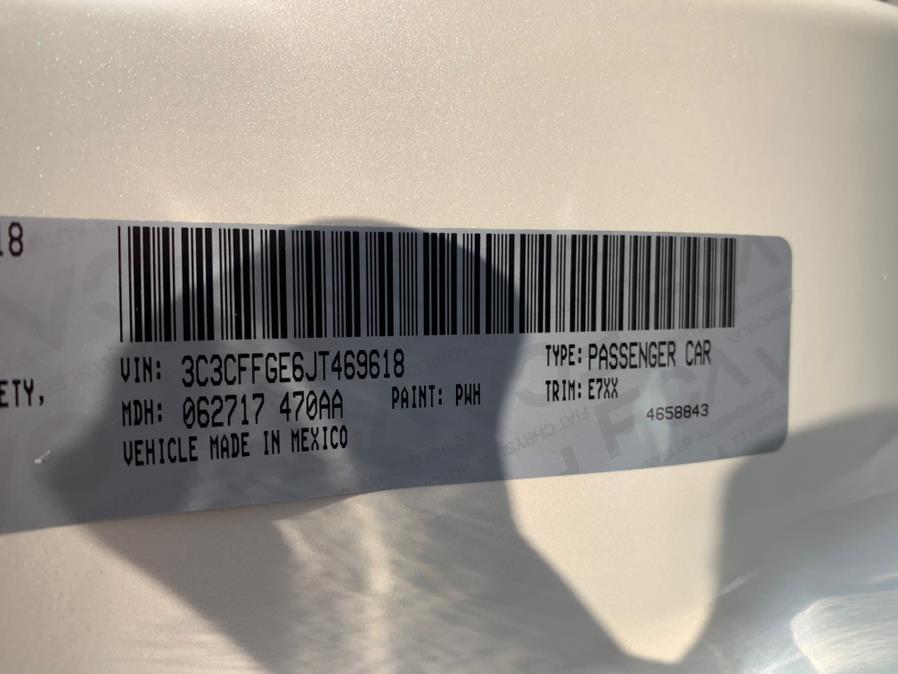 18
ETY,
VIN: 3C3CFFGE6JT469618 TYPE: PASSENGER CAR
MDH: 062717 470AA PAINT: PWH TRIM: E7XX
4658843
VEHICLE MADE IN MEXICO